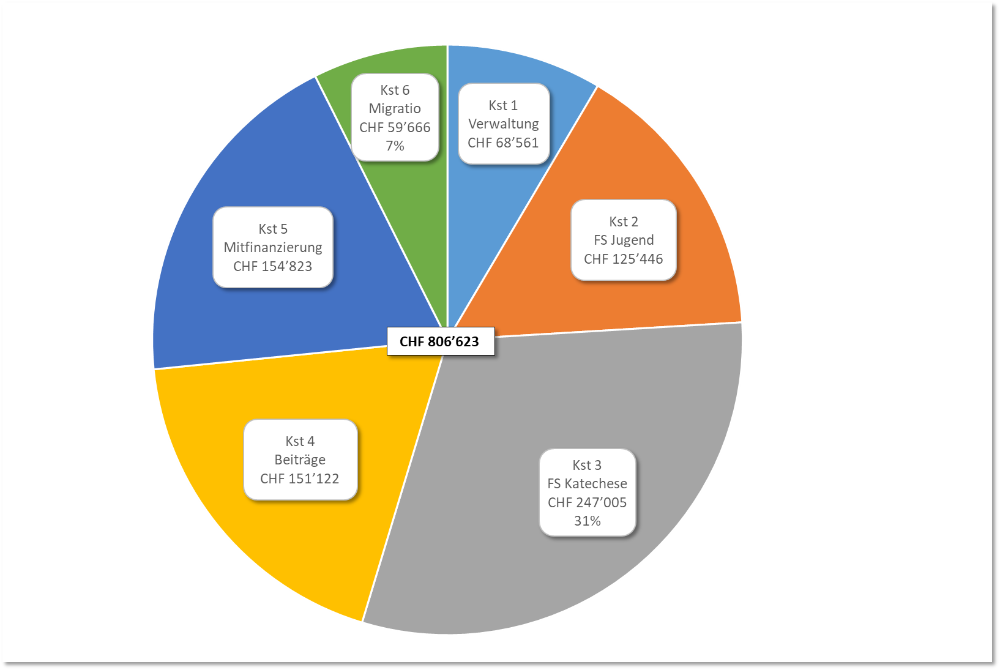 Kst 6
Migratio
CHF 59’666
7%
Kst 1
Verwaltung
CHF 68’561
Kst 2
FS Jugend
CHF 125’446
Kst 5
Mitfinanzierung
CHF 154’823
CHF 806’623
Kst 4
Beiträge
CHF 151’122
Kst 3
FS Katechese
CHF 247’005
31%